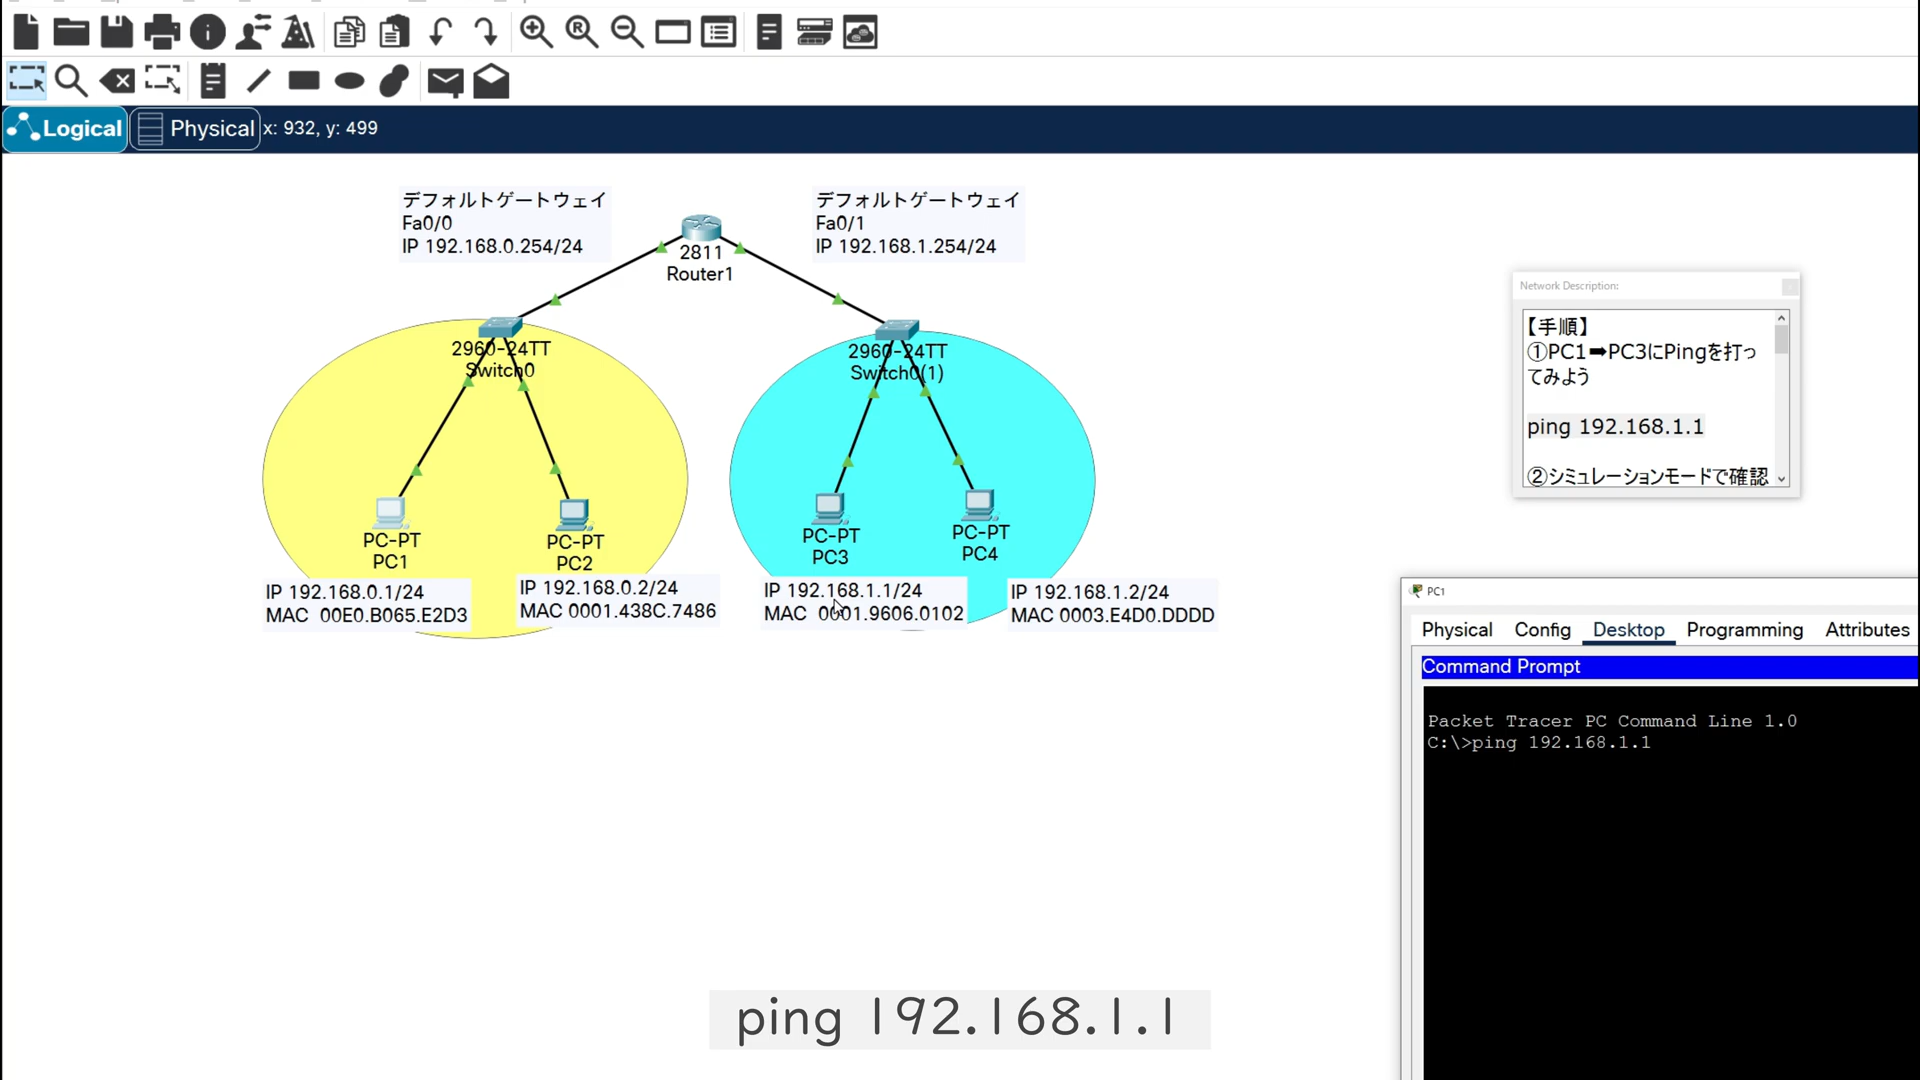 Logical
Physical
x: 932, y: 499
デフォルトゲートウェイ
Fa0/0
IP 192.168.0.254/24
デフォルトゲートウェイ
Fa0/1
IP 192.168.1.254/24
2811
Router1
2960-24TT
Switch0
2960-24TT
Switch0(1)
PC-PT
PC1
PC-PT
PC2
PC-PT
PC3
PC-PT
PC4
IP 192.168.0.1/24
MAC 00E0.B065.E2D3
IP 192.168.0.2/24
MAC 0001.438C.7486
IP 192.168.1.1/24
MAC 0001.9606.0102
IP 192.168.1.2/24
MAC 0003.E4D0.DDDD
Network Description:
【手順】
①PC1➡PC3にPingを打っ
てみよう
ping 192.168.1.1
②シミュレーションモードで確認
PC1
Physical Config Desktop Programming Attributes
Command Prompt
Packet Tracer PC Command Line 1.0
C:\>ping 192.168.1.1
ping 192.168.1.1